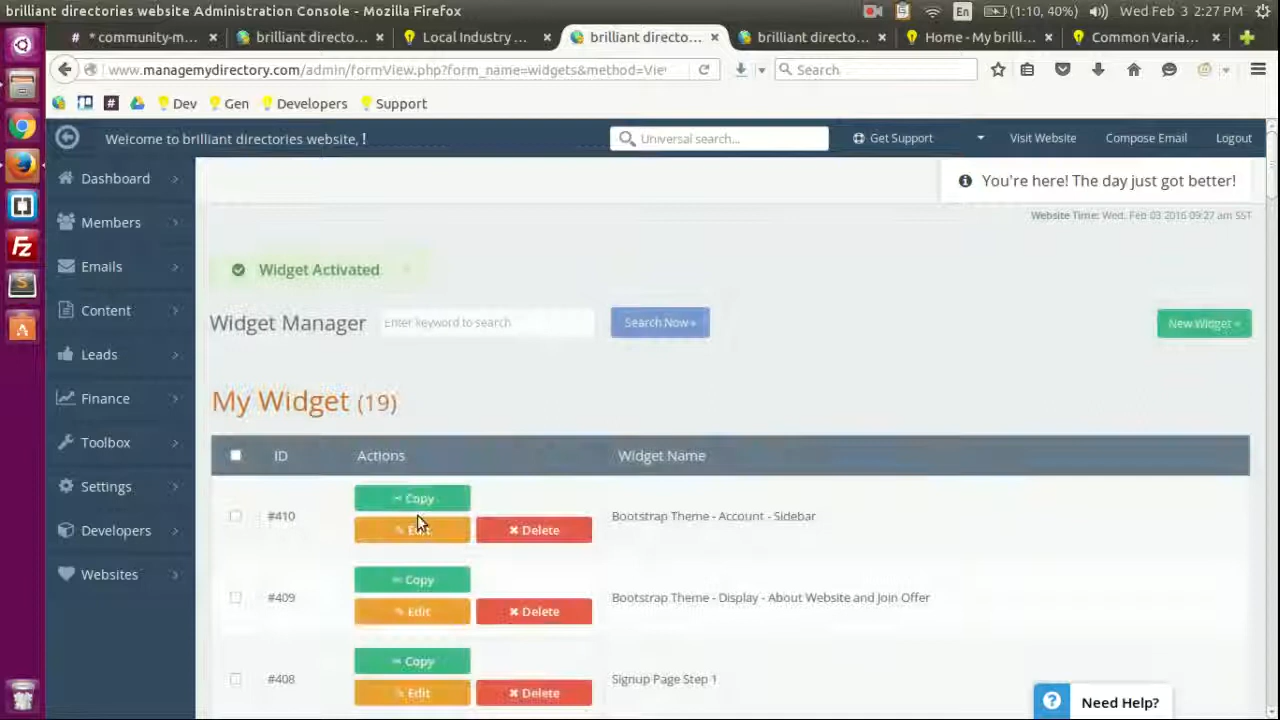 brilliant directories website Administration Console - Mozilla Firefox
En (1:10, 40%) Wed Feb 3 2:27 PM
# * community-m... × brilliant directo... × Local Industry ... × brilliant directo... × brilliant directo... × Home - My brilli... × Common Varia... ×
www.managemydirectory.com/admin/formView.php?form_name=widgets&method=Vie Search
# Dev Gen Developers Support
Welcome to brilliant directories website, ! Universal search... Get Support Visit Website Compose Email Logout
Dashboard
You're here! The day just got better!
Website Time: Wed. Feb 03 2016 09:27 am SST
Members
Emails
Widget Activated ×
Content
Widget Manager Enter keyword to search Search Now » New Widget »
Leads
Finance
My Widget (19)
Toolbox
ID Actions Widget Name
Settings
Copy
#410 Bootstrap Theme - Account - Sidebar
Edit Delete
Developers
Websites
Copy
#409 Bootstrap Theme - Display - About Website and Join Offer
Edit Delete
Copy
#408 Signup Page Step 1
Edit Delete
? Need Help?
Fz
S
A